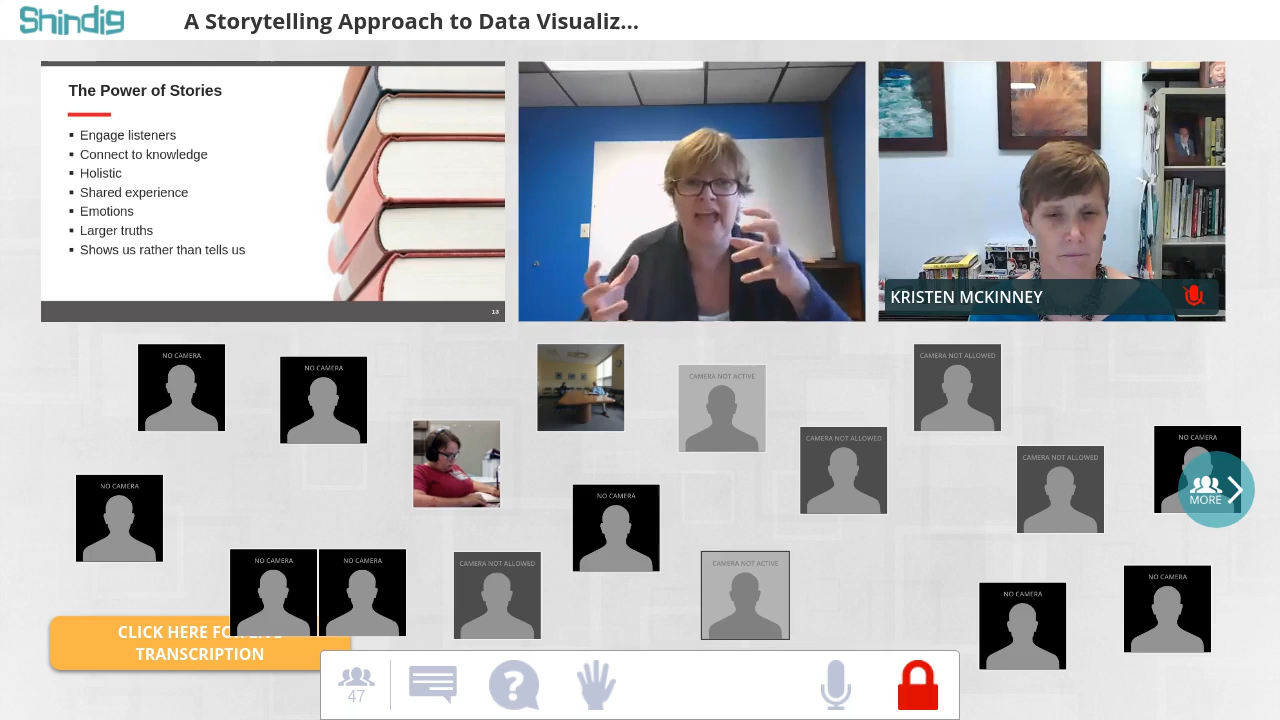 Shindig
A Storytelling Approach to Data Visualiz...
The Power of Stories
▪ Engage listeners
▪ Connect to knowledge
▪ Holistic
▪ Shared experience
▪ Emotions
▪ Larger truths
▪ Shows us rather than tells us
13
KRISTEN MCKINNEY
NO CAMERA
NO CAMERA
CAMERA NOT ACTIVE
CAMERA NOT ALLOWED
CAMERA NOT ALLOWED
CAMERA NOT ALLOWED
NO CAMERA
MORE
NO CAMERA
NO CAMERA
NO CAMERA
NO CAMERA
CAMERA NOT ALLOWED
CAMERA NOT ACTIVE
NO CAMERA
NO CAMERA
CLICK HERE FOR LIVE
TRANSCRIPTION
47